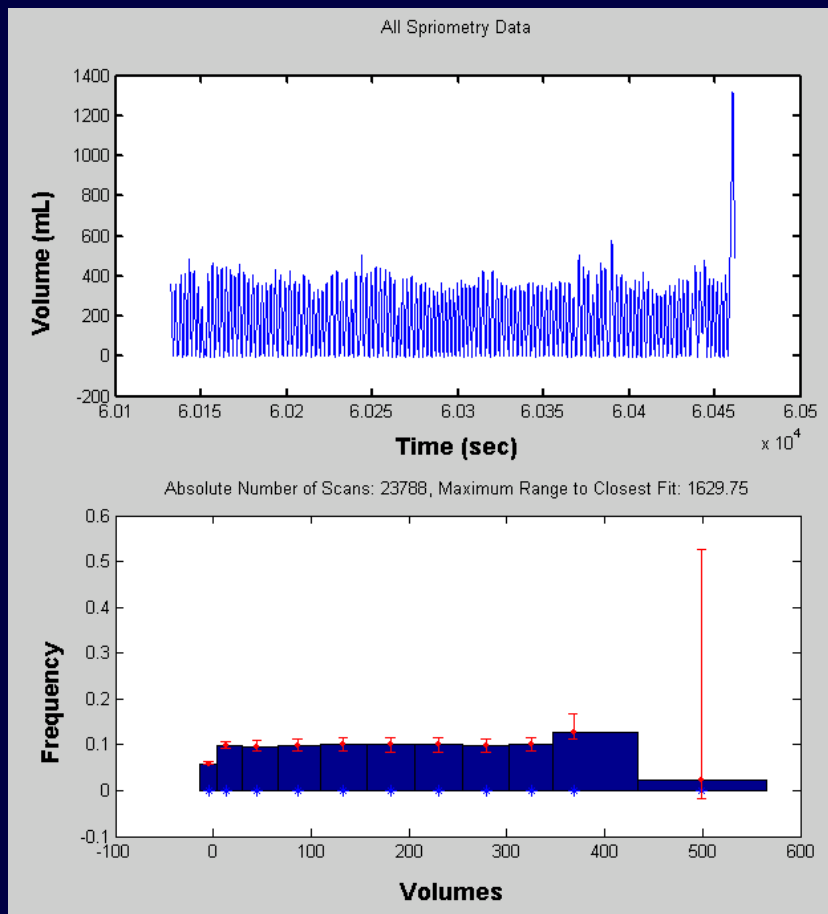 All Spriometry Data
1400
1200
1000
800
600
400
200
0
-200
Volume (mL)
6.01 6.015 6.02 6.025 6.03 6.035 6.04 6.045 6.05
x 10^4
Time (sec)
Absolute Number of Scans: 23788, Maximum Range to Closest Fit: 1629.75
0.6
0.5
0.4
0.3
0.2
0.1
0
-0.1
Frequency
-100 0 100 200 300 400 500 600
Volumes